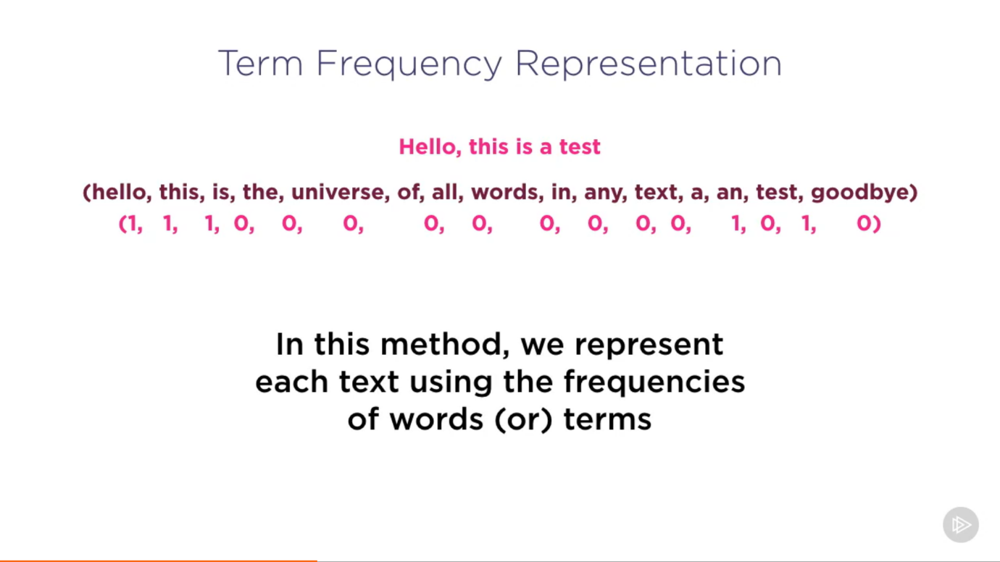 Term Frequency Representation
Hello, this is a test
(hello, this, is, the, universe, of, all, words, in, any, text, a, an, test, goodbye)
(1, 1, 1, 0, 0, 0, 0, 0, 0, 0, 0, 0, 1, 0, 1, 0)
In this method, we represent
each text using the frequencies
of words (or) terms